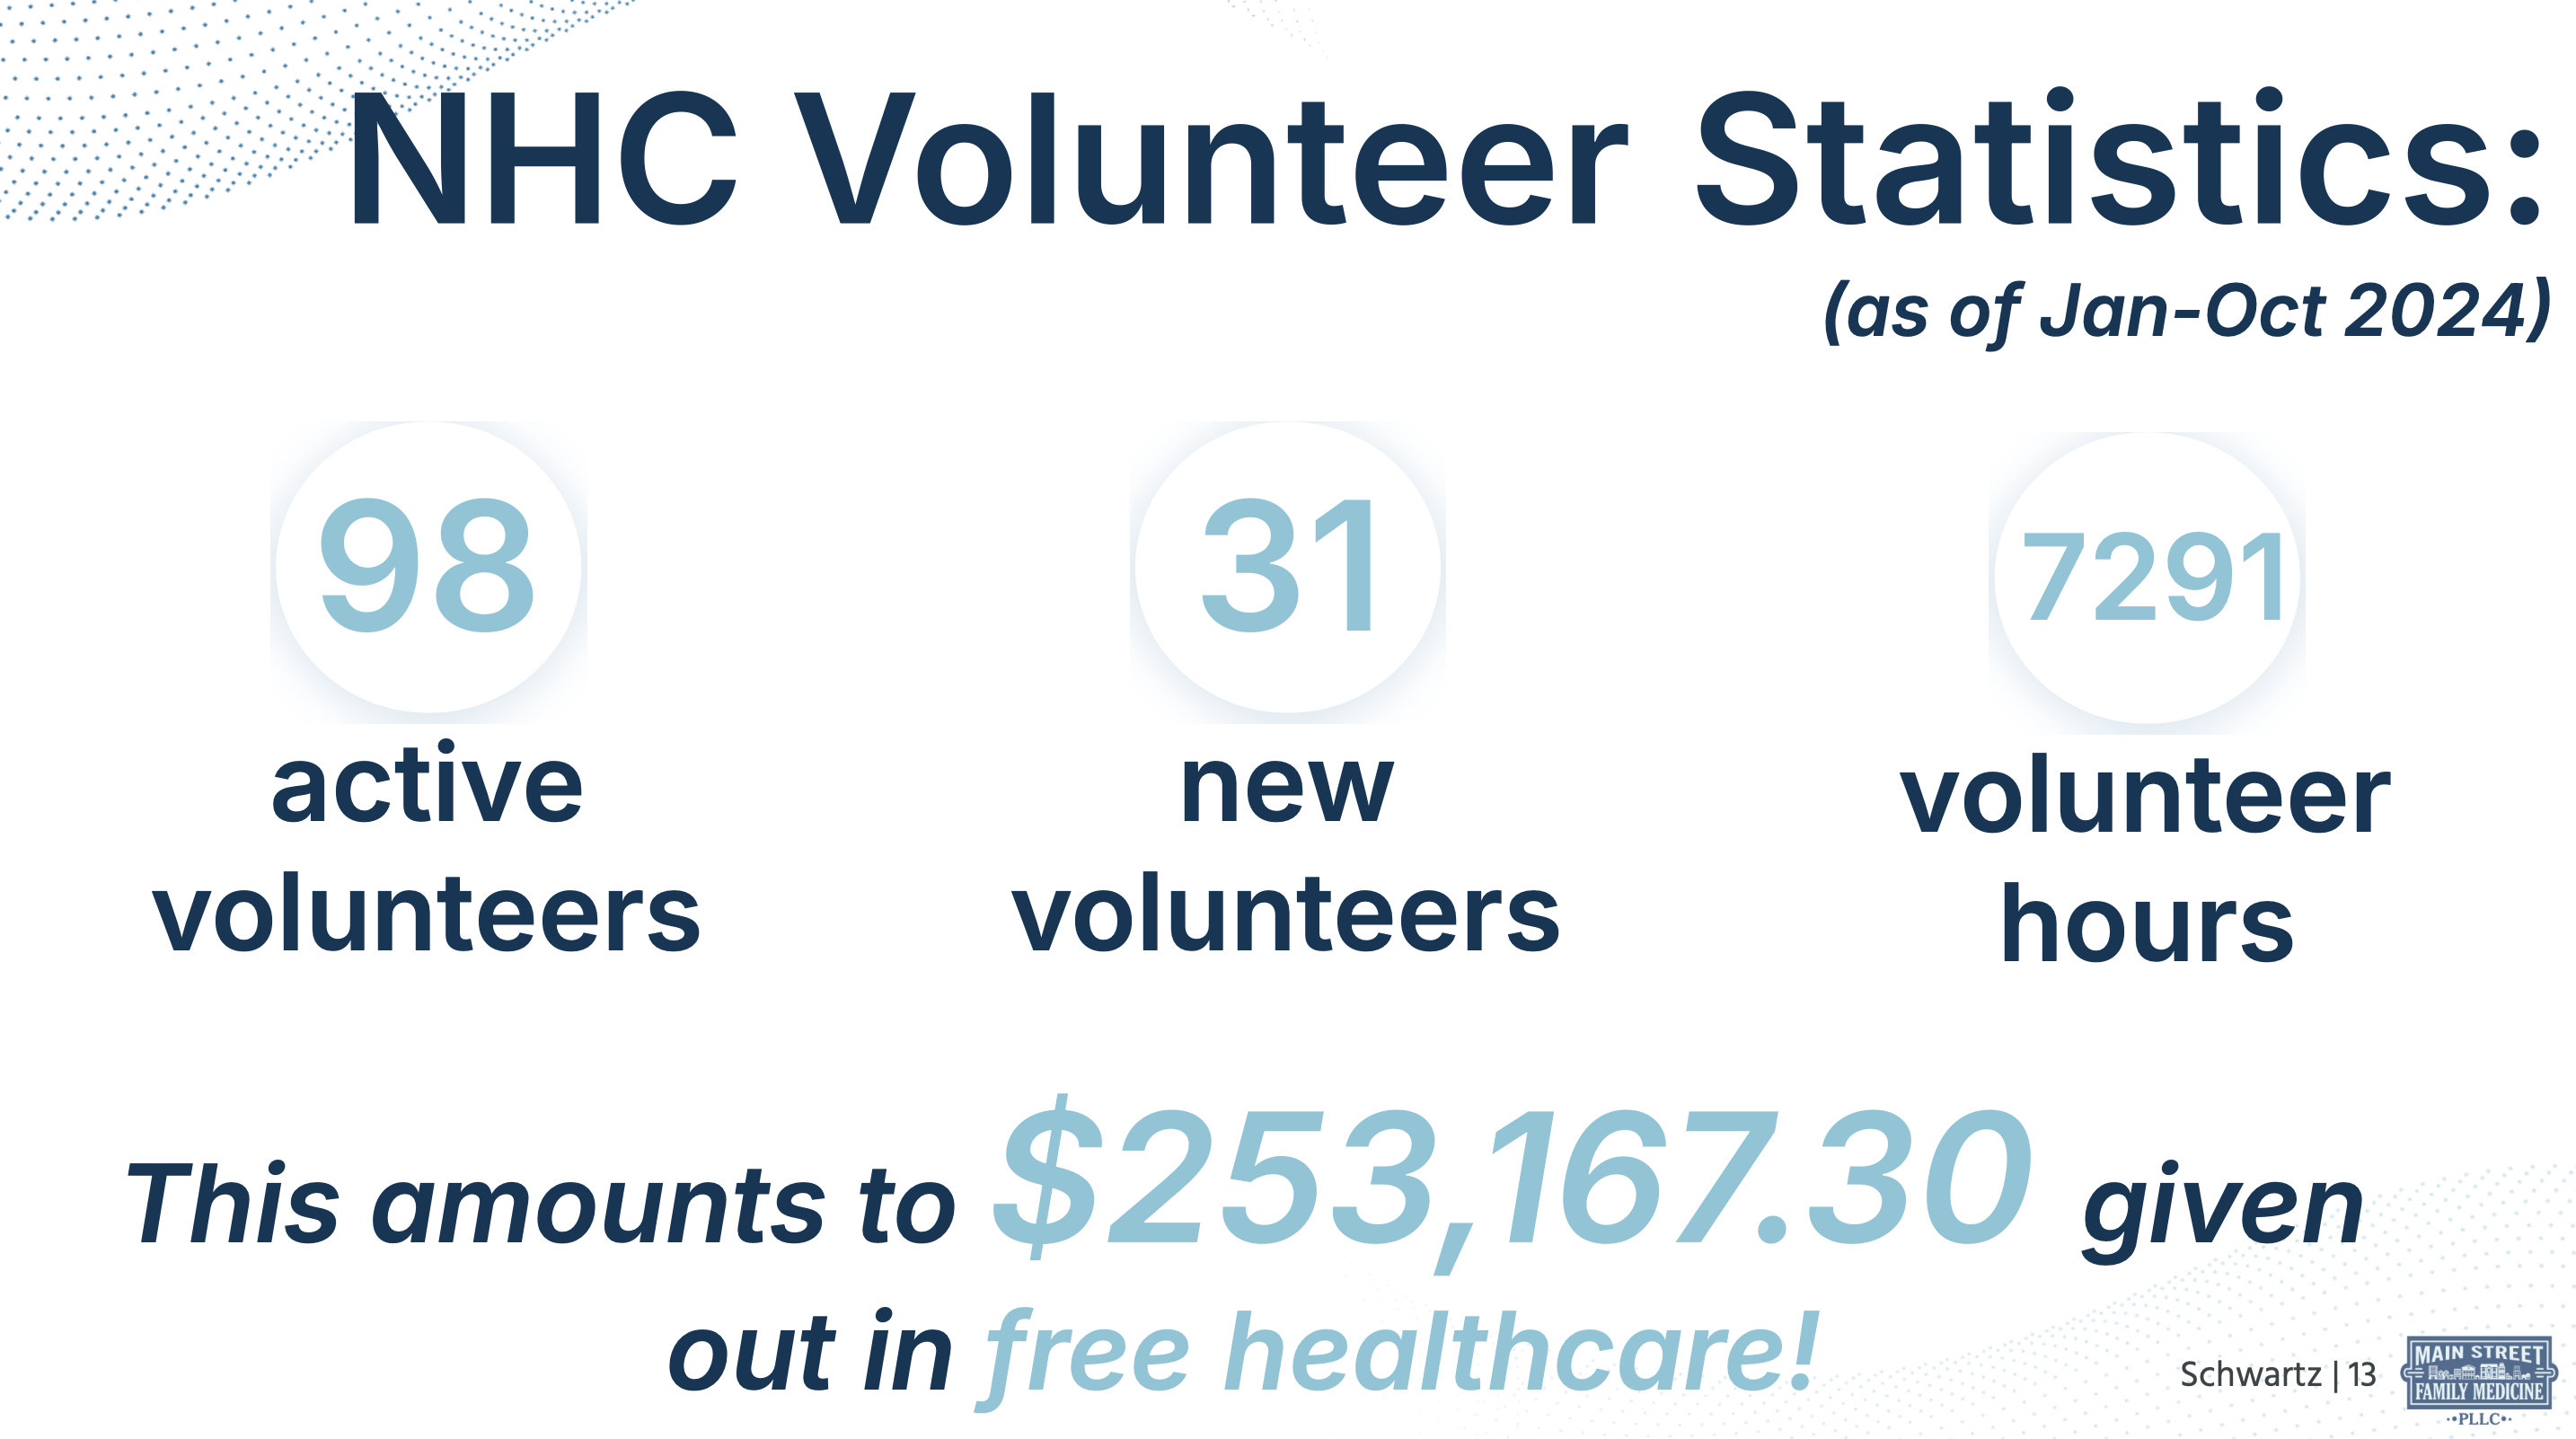 NHC Volunteer Statistics:
(as of Jan-Oct 2024)
98
active
volunteers
31
new
volunteers
7291
volunteer
hours
This amounts to $253,167.30 given
out in free healthcare!
Schwartz | 13
MAIN STREET
FAMILY MEDICINE
•PLLC•